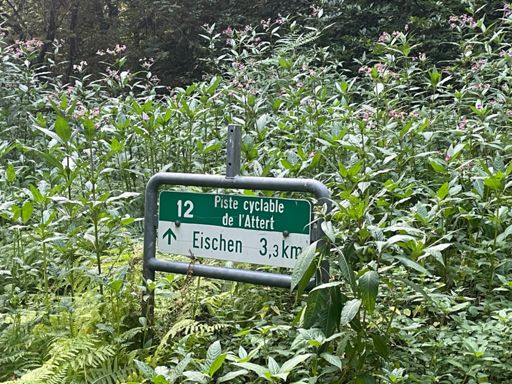 12 Piste cyclable
de l'Attert
↑ Eischen 3,3 km